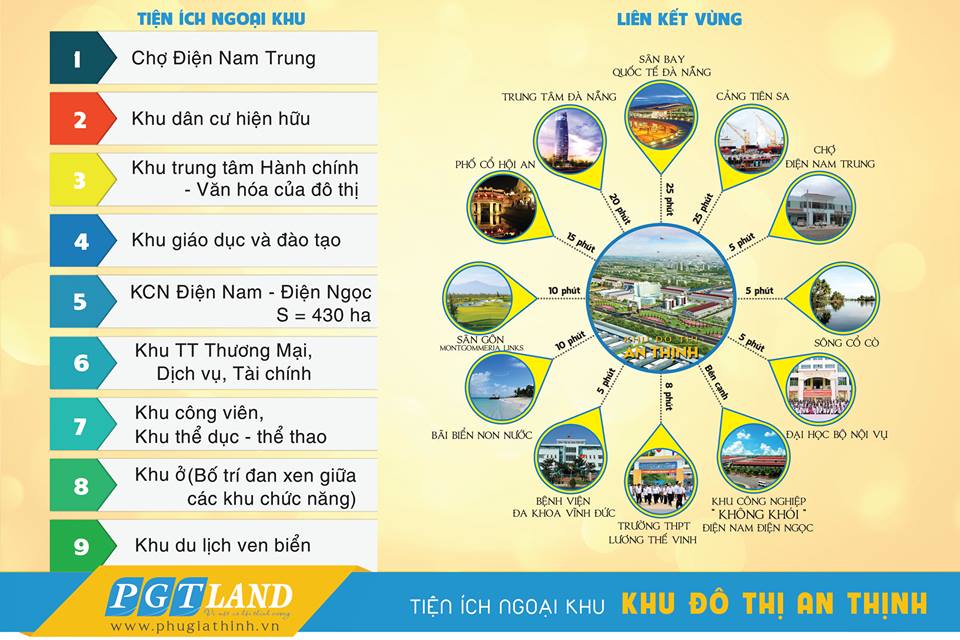 TIỆN ÍCH NGOẠI KHU
1
Chợ Điện Nam Trung
2
Khu dân cư hiện hữu
3
Khu trung tâm Hành chính
- Văn hóa của đô thị
4
Khu giáo dục và đào tạo
5
KCN Điện Nam - Điện Ngọc
S = 430 ha
6
Khu TT Thương Mại,
Dịch vụ, Tài chính
7
Khu công viên,
Khu thể dục - thể thao
8
Khu ở (Bố trí đan xen giữa
các khu chức năng)
9
Khu du lịch ven biển
LIÊN KẾT VÙNG
SÂN BAY
QUỐC TẾ ĐÀ NẴNG
25 phút
CẢNG TIÊN SA
25 phút
CHỢ
ĐIỆN NAM TRUNG
5 phút
SÔNG CỔ CÒ
5 phút
ĐẠI HỌC BỘ NỘI VỤ
5 phút
KHU CÔNG NGHIỆP
" KHÔNG KHÓI "
ĐIỆN NAM ĐIỆN NGỌC
Bên cạnh
TRƯỜNG THPT
LƯƠNG THẾ VINH
8 phút
BỆNH VIỆN
ĐA KHOA VĨNH ĐỨC
5 phút
BÃI BIỂN NON NƯỚC
10 phút
SÂN GÔN
MONTGOMMERIA LINKS
10 phút
PHỐ CỔ HỘI AN
15 phút
TRUNG TÂM ĐÀ NẴNG
20 phút
KHU ĐÔ THỊ
AN THỊNH
PGT LAND
www.phugiathinh.vn
TIỆN ÍCH NGOẠI KHU KHU ĐÔ THỊ AN THỊNH